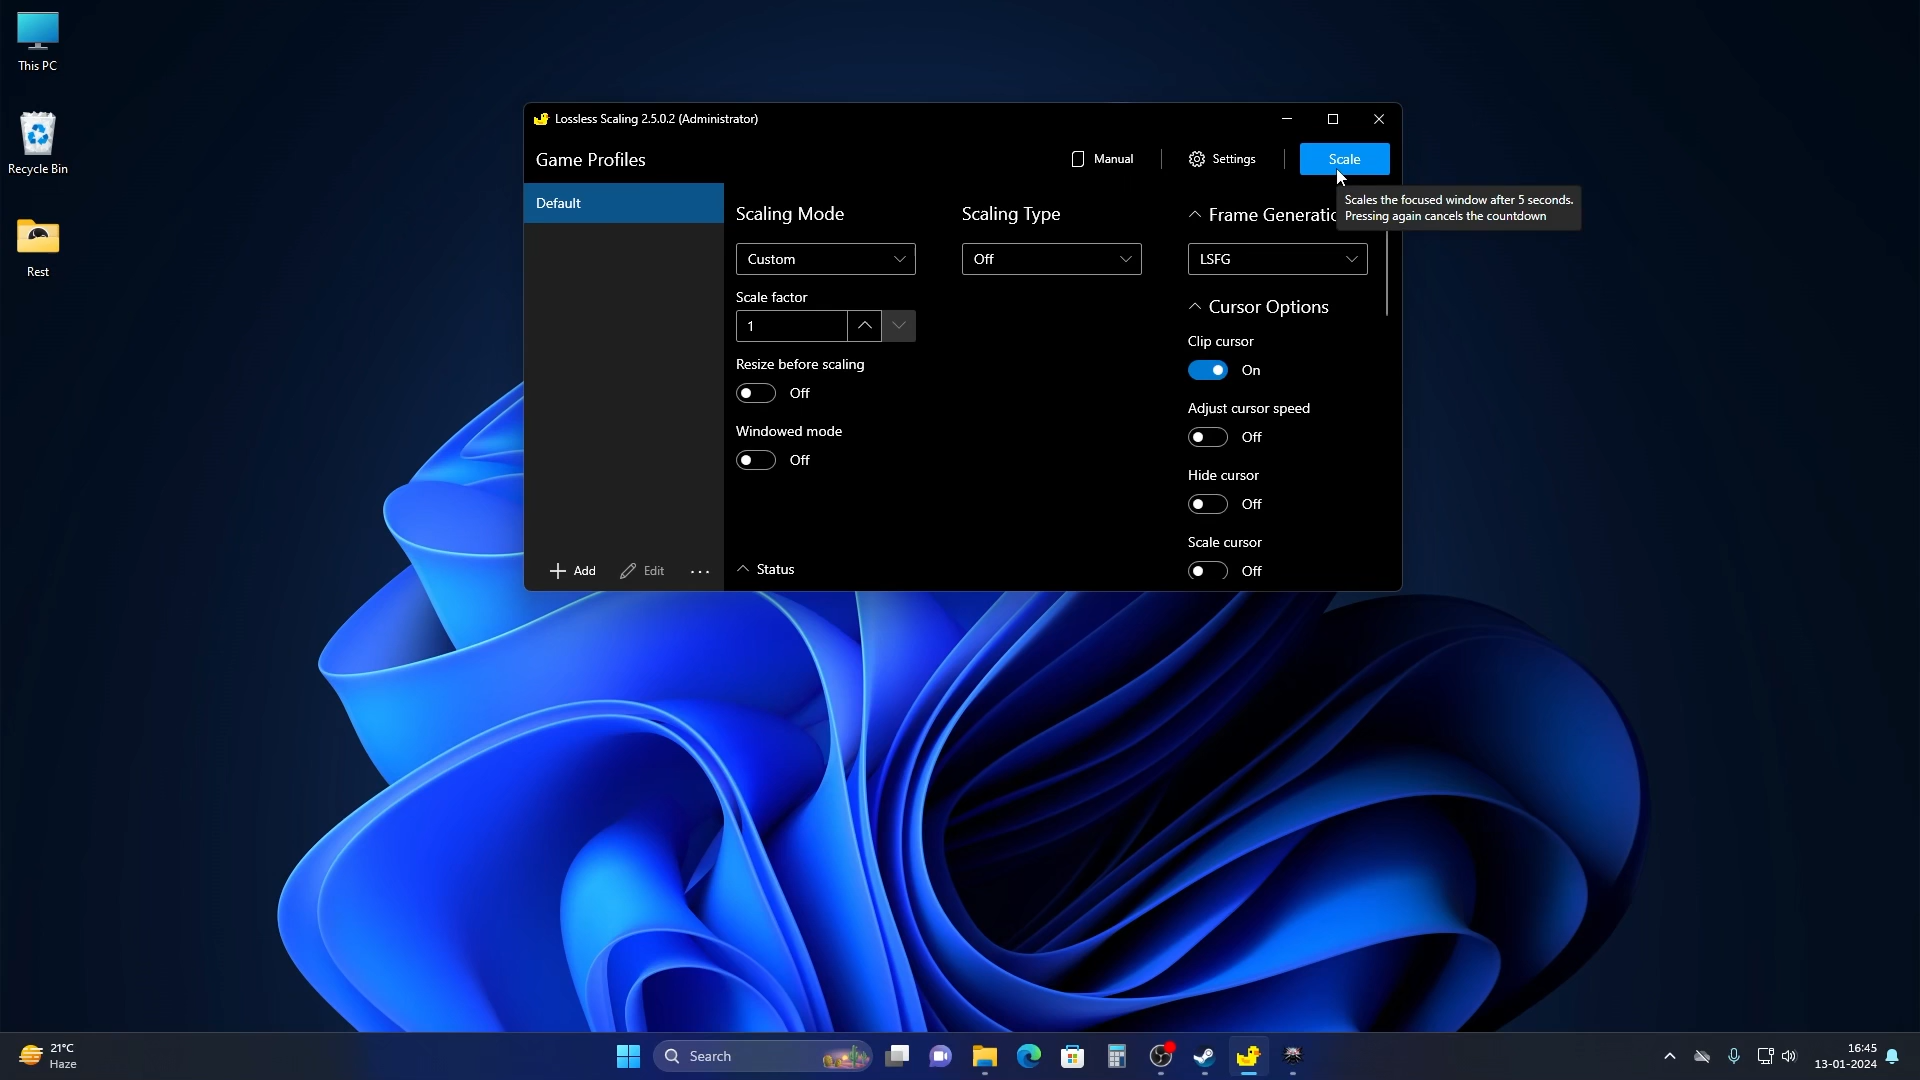 This PC
Recycle Bin
Rest
Lossless Scaling 2.5.0.2 (Administrator)
Game Profiles
Manual
Settings
Scale
Scales the focused window after 5 seconds.
Pressing again cancels the countdown
Default
Scaling Mode
Custom
Scale factor
1
Resize before scaling
Off
Windowed mode
Off
Scaling Type
Off
Frame Generatio
LSFG
Cursor Options
Clip cursor
On
Adjust cursor speed
Off
Hide cursor
Off
Scale cursor
Off
Add
Edit
...
Status
21°C
Haze
Search
16:45
13-01-2024